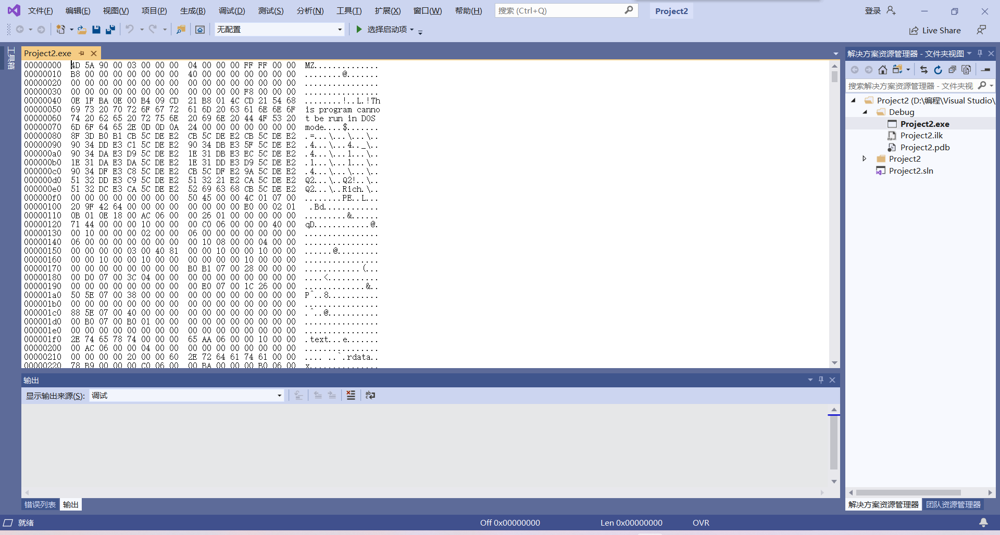 文件(F) 编辑(E) 视图(V) 项目(P) 生成(B) 调试(D) 测试(S) 分析(N) 工具(T) 扩展(X) 窗口(W) 帮助(H) 搜索 (Ctrl+Q) Project2 登录
无配置 选择启动项 Live Share
工具箱
Project2.exe
00000000 4D 5A 90 00 03 00 00 00 04 00 00 00 FF FF 00 00 MZ..............
00000010 B8 00 00 00 00 00 00 00 40 00 00 00 00 00 00 00 ........@.......
00000020 00 00 00 00 00 00 00 00 00 00 00 00 00 00 00 00 ................
00000030 00 00 00 00 00 00 00 00 00 00 00 00 F8 00 00 00 ................
00000040 0E 1F BA 0E 00 B4 09 CD 21 B8 01 4C CD 21 54 68 ........!..L.!Th
00000050 69 73 20 70 72 6F 67 72 61 6D 20 63 61 6E 6E 6F is program canno
00000060 74 20 62 65 20 72 75 6E 20 69 6E 20 44 4F 53 20 t be run in DOS
00000070 6D 6F 64 65 2E 0D 0D 0A 24 00 00 00 00 00 00 00 mode....$.......
00000080 8F 3D B0 B1 CB 5C DE E2 CB 5C DE E2 CB 5C DE E2 .=...\...\...\..
00000090 90 34 DD E3 C1 5C DE E2 90 34 DB E3 5F 5C DE E2 .4...\...4.._\..
000000a0 90 34 DA E3 D9 5C DE E2 1E 31 DB E3 EC 5C DE E2 .4...\...1...\..
000000b0 1E 31 DA E3 DA 5C DE E2 1E 31 DD E3 D9 5C DE E2 .1...\...1...\..
000000c0 90 34 DF E3 C8 5C DE E2 CB 5C DF E2 9A 5C DE E2 .4...\...\...\..
000000d0 51 32 DD E3 C9 5C DE E2 51 32 21 E2 CA 5C DE E2 Q2...\..Q2!..\..
000000e0 51 32 DC E3 CA 5C DE E2 52 69 63 68 CB 5C DE E2 Q2...\..Rich.\..
000000f0 00 00 00 00 00 00 00 00 50 45 00 00 4C 01 07 00 ........PE..L...
00000100 20 9F 42 64 00 00 00 00 00 00 00 00 E0 00 02 01 .Bd............
00000110 0B 01 0E 18 00 AC 06 00 00 26 01 00 00 00 00 00 .........&......
00000120 71 44 00 00 00 10 00 00 00 C0 06 00 00 00 40 00 qD............@.
00000130 00 10 00 00 00 02 00 00 06 00 00 00 00 00 00 00 ................
00000140 06 00 00 00 00 00 00 00 00 10 08 00 00 04 00 00 ................
00000150 00 00 00 00 03 00 40 81 00 00 10 00 00 10 00 00 ......@.........
00000160 00 00 10 00 00 10 00 00 00 00 00 00 10 00 00 00 ................
00000170 00 00 00 00 00 00 00 00 B0 B1 07 00 28 00 00 00 ............(...
00000180 00 D0 07 00 3C 04 00 00 00 00 00 00 00 00 00 00 ....<...........
00000190 00 00 00 00 00 00 00 00 00 E0 07 00 1C 26 00 00 .............&..
000001a0 50 5E 07 00 38 00 00 00 00 00 00 00 00 00 00 00 P^..8...........
000001b0 00 00 00 00 00 00 00 00 00 00 00 00 00 00 00 00 ................
000001c0 88 5E 07 00 40 00 00 00 00 00 00 00 00 00 00 00 .^..@...........
000001d0 00 B0 07 00 B0 01 00 00 00 00 00 00 00 00 00 00 ................
000001e0 00 00 00 00 00 00 00 00 00 00 00 00 00 00 00 00 ................
000001f0 2E 74 65 78 74 00 00 00 65 AA 06 00 00 10 00 00 .text...e.......
00000200 00 AC 06 00 00 04 00 00 00 00 00 00 00 00 00 00 ................
00000210 00 00 00 00 20 00 00 60 2E 72 64 61 74 61 00 00 .... ..`.rdata..
00000220 78 B9 00 00 00 C0 06 00 00 BA 00 00 00 B0 06 00 x...............
输出
显示输出来源(S): 调试
错误列表 输出
解决方案资源管理器 - 文件夹视图
搜索解决方案资源管理器 - 文件夹视
Project2 (D:\编程\Visual Studio\
Debug
Project2.exe
Project2.ilk
Project2.pdb
Project2
Project2.sln
解决方案资源管理器 团队资源管理器
就绪 Off 0x00000000 Len 0x00000000 OVR